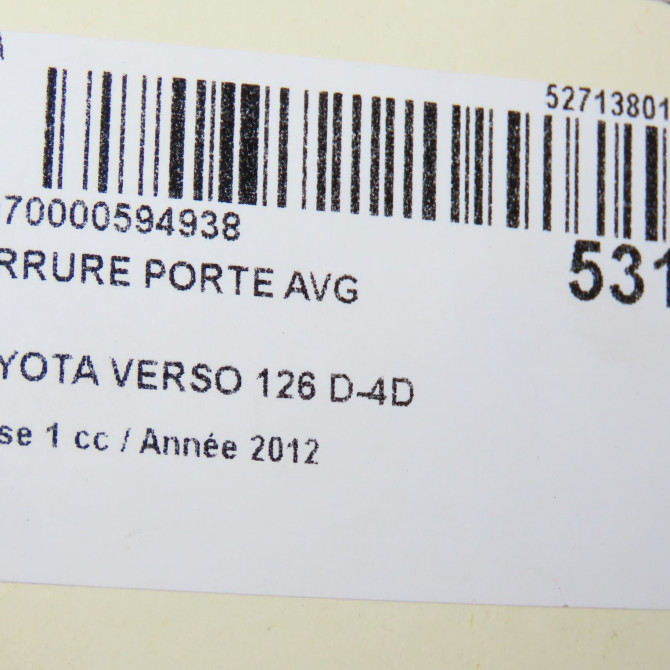 52713801
70000594938
RRURE PORTE AVG
531
YOTA VERSO 126 D-4D
se 1 cc / Année 2012